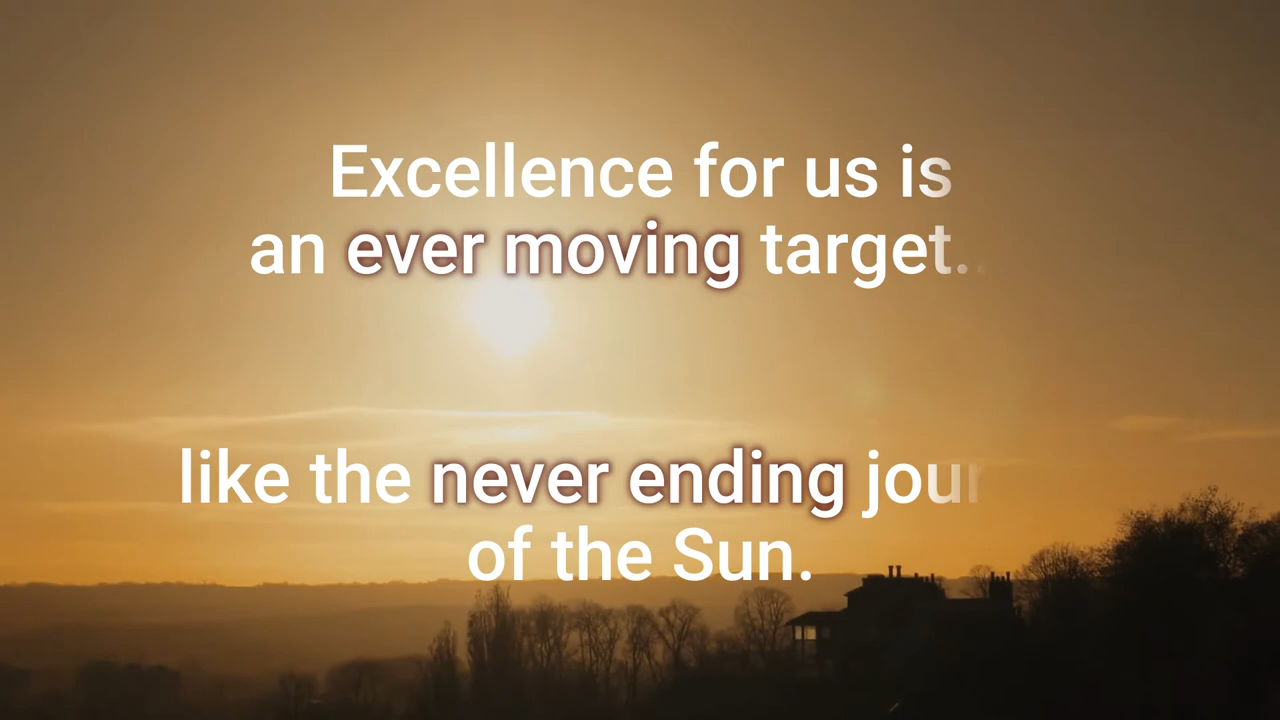 Excellence for us is
an ever moving target..
like the never ending jour
of the Sun.